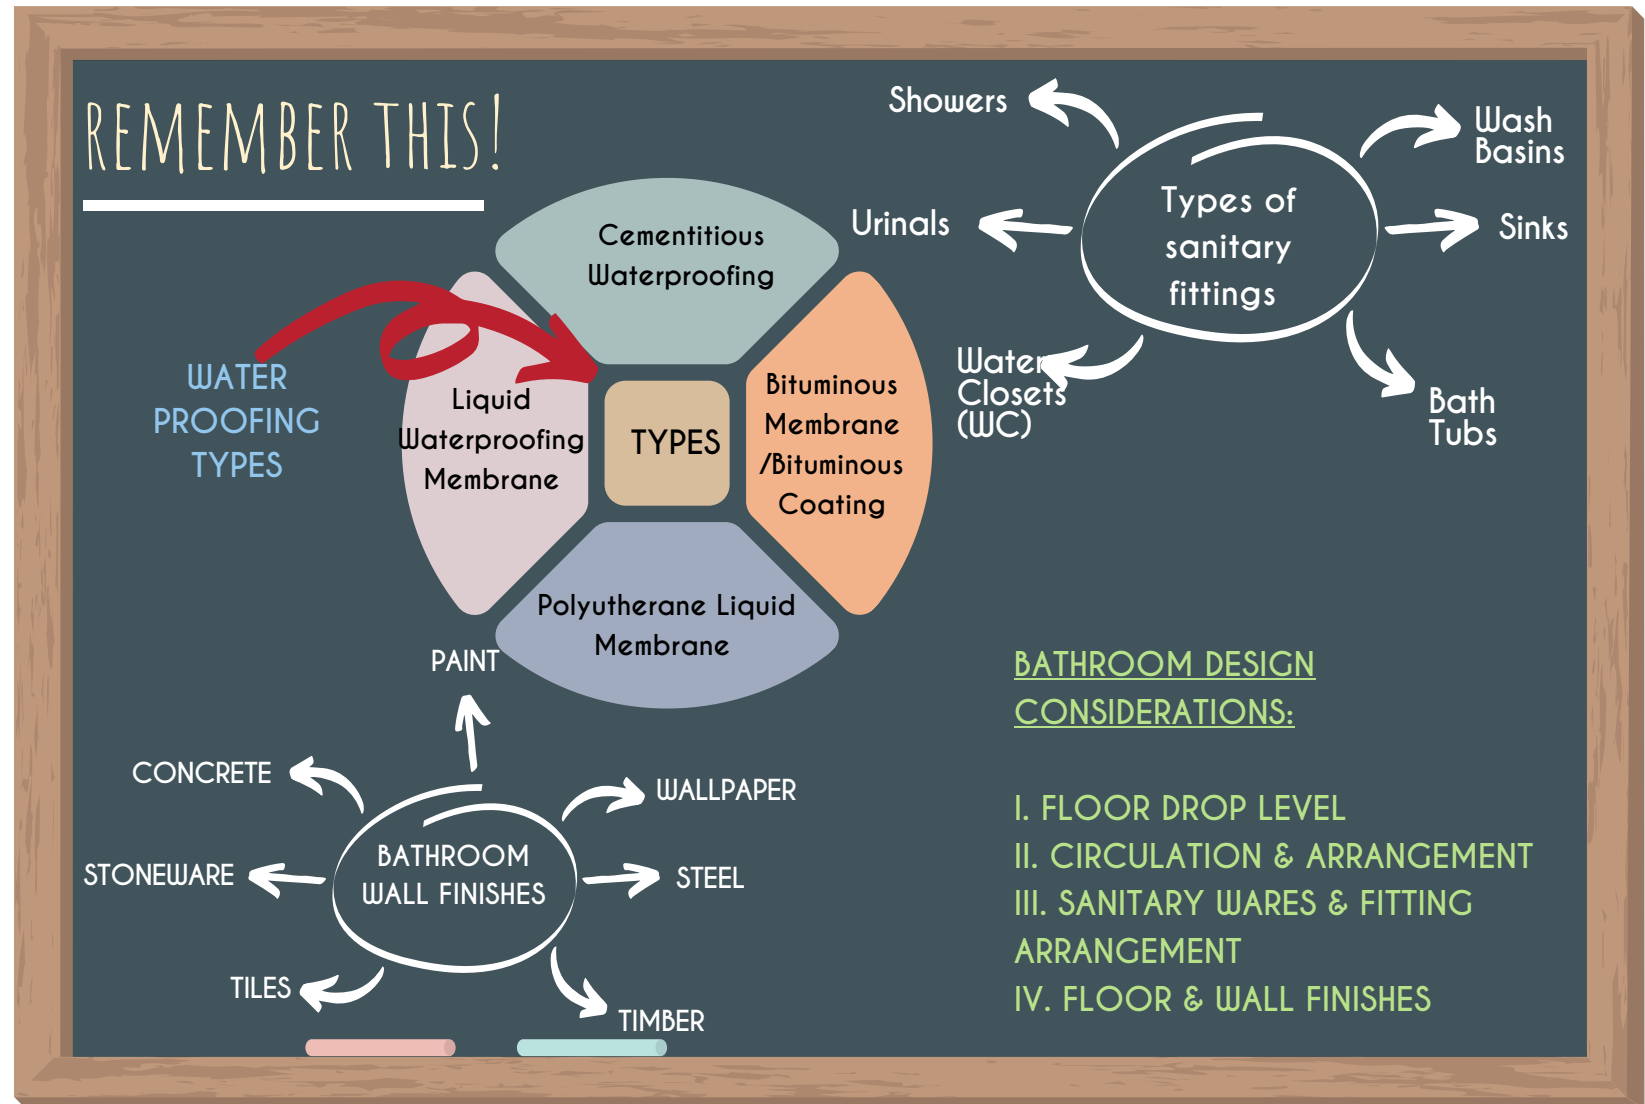 REMEMBER THIS!
Cementitious
Waterproofing
WATER
PROOFING
TYPES
Liquid
Waterproofing
Membrane
TYPES
Bituminous
Membrane
/Bituminous
Coating
Polyutherane Liquid
Membrane
Types of
sanitary
fittings
Showers
Wash
Basins
Urinals
Sinks
Water
Closets
(WC)
Bath
Tubs
PAINT
CONCRETE
WALLPAPER
BATHROOM
WALL FINISHES
STONEWARE
STEEL
TILES
TIMBER
BATHROOM DESIGN
CONSIDERATIONS:
I. FLOOR DROP LEVEL
II. CIRCULATION & ARRANGEMENT
III. SANITARY WARES & FITTING
ARRANGEMENT
IV. FLOOR & WALL FINISHES